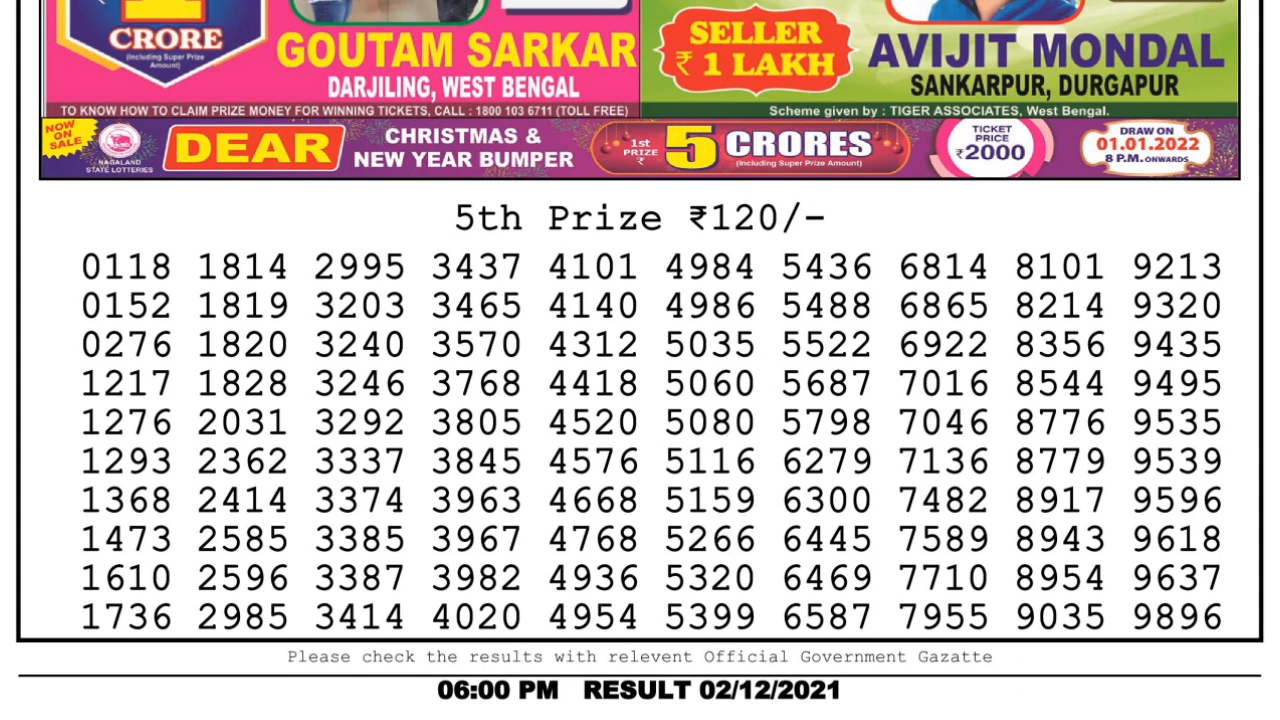 1
CRORE
(Including Super Prize
Amount)
GOUTAM SARKAR
DARJILING, WEST BENGAL
TO KNOW HOW TO CLAIM PRIZE MONEY FOR WINNING TICKETS, CALL : 1800 103 6711 (TOLL FREE)
SELLER
₹ 1 LAKH
AVIJIT MONDAL
SANKARPUR, DURGAPUR
Scheme given by : TIGER ASSOCIATES, West Bengal.
NOW
ON
SALE
NAGALAND
STATE LOTTERIES
DEAR
CHRISTMAS &
NEW YEAR BUMPER
1st
PRIZE
₹
5
CRORES
(Including Super Prize Amount)
TICKET
PRICE
₹2000
DRAW ON
01.01.2022
8 P.M. ONWARDS
5th Prize ₹120/-
0118 1814 2995 3437 4101 4984 5436 6814 8101 9213
0152 1819 3203 3465 4140 4986 5488 6865 8214 9320
0276 1820 3240 3570 4312 5035 5522 6922 8356 9435
1217 1828 3246 3768 4418 5060 5687 7016 8544 9495
1276 2031 3292 3805 4520 5080 5798 7046 8776 9535
1293 2362 3337 3845 4576 5116 6279 7136 8779 9539
1368 2414 3374 3963 4668 5159 6300 7482 8917 9596
1473 2585 3385 3967 4768 5266 6445 7589 8943 9618
1610 2596 3387 3982 4936 5320 6469 7710 8954 9637
1736 2985 3414 4020 4954 5399 6587 7955 9035 9896
Please check the results with relevent Official Government Gazatte
06:00 PM RESULT 02/12/2021